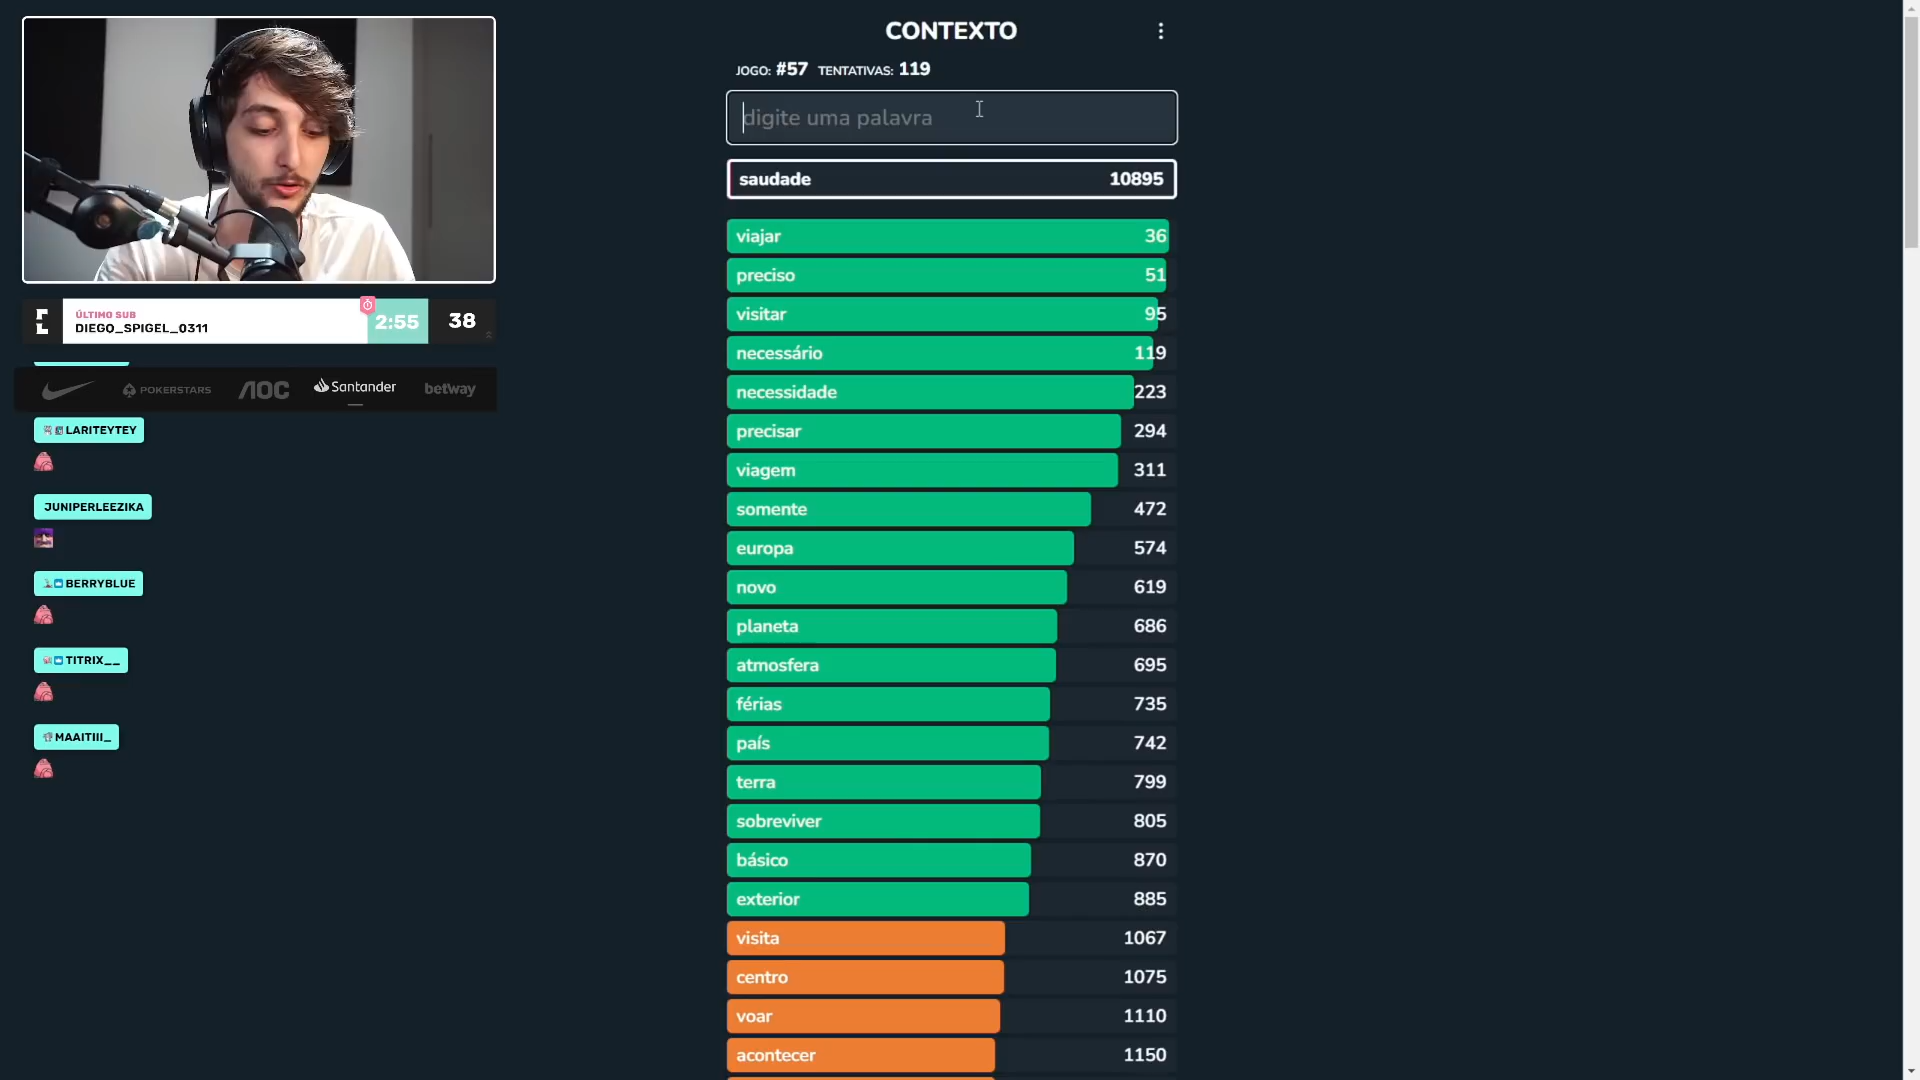 CONTEXTO
JOGO: #57 TENTATIVAS: 119
digite uma palavra
saudade 10895
viajar 36
preciso 51
visitar 95
necessário 119
necessidade 223
precisar 294
viagem 311
somente 472
europa 574
novo 619
planeta 686
atmosfera 695
férias 735
país 742
terra 799
sobreviver 805
básico 870
exterior 885
visita 1067
centro 1075
voar 1110
acontecer 1150
ÚLTIMO SUB
DIEGO_SPIGEL_0311
2:55
38
POKERSTARS AOC Santander betway
LARITEYTEY
JUNIPERLEEZIKA
BERRYBLUE
TITRIX__
MAAITIII_